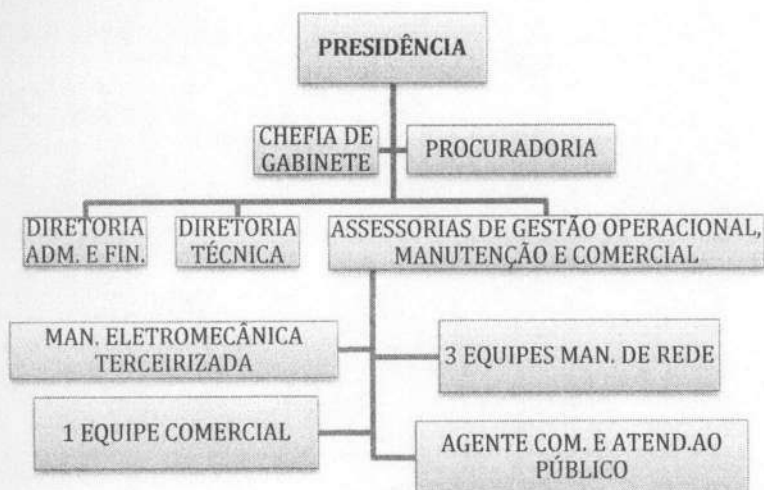 PRESIDÊNCIA
CHEFIA DE
GABINETE
PROCURADORIA
DIRETORIA
ADM. E FIN.
DIRETORIA
TÉCNICA
ASSESSORIAS DE GESTÃO OPERACIONAL,
MANUTENÇÃO E COMERCIAL
MAN. ELETROMECÂNICA
TERCEIRIZADA
3 EQUIPES MAN. DE REDE
1 EQUIPE COMERCIAL
AGENTE COM. E ATEND.AO
PÚBLICO